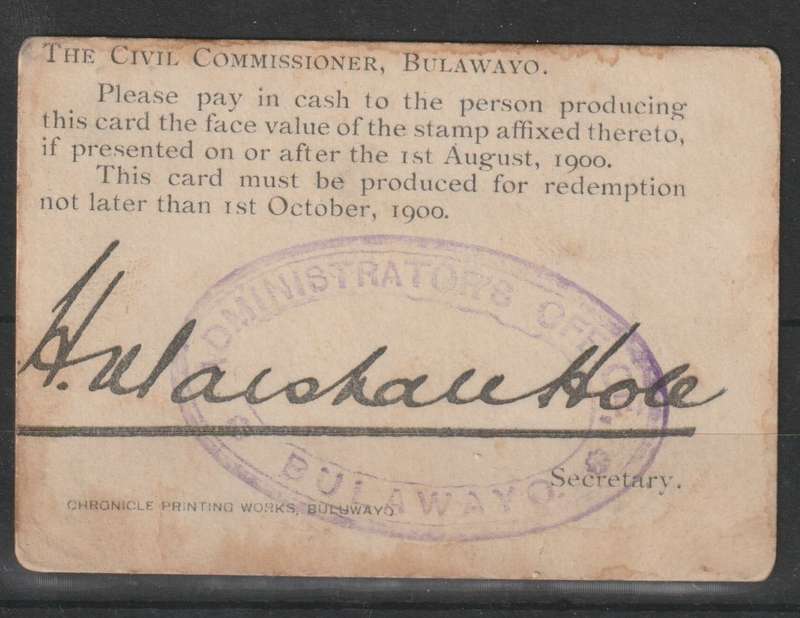 THE CIVIL COMMISSIONER, BULAWAYO.
Please pay in cash to the person producing
this card the face value of the stamp affixed thereto,
if presented on or after the 1st August, 1900.
This card must be produced for redemption
not later than 1st October, 1900.
ADMINISTRATOR'S OFFICE
H. Marshall Hole
BULAWAYO.
Secretary.
CHRONICLE PRINTING WORKS, BULUWAYO.